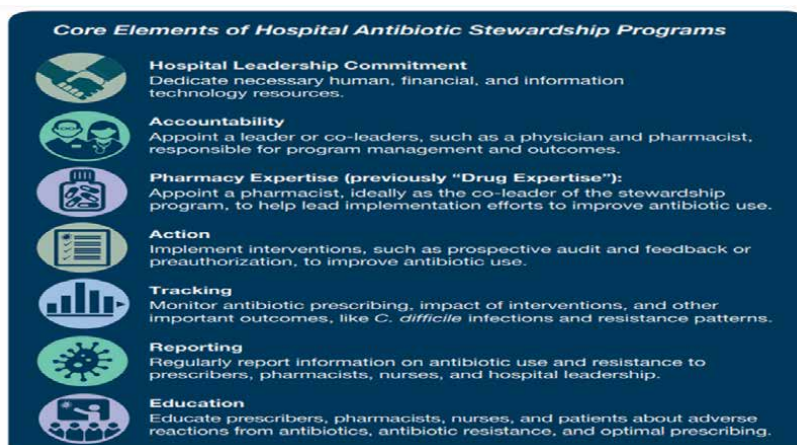 Core Elements of Hospital Antibiotic Stewardship Programs
Hospital Leadership Commitment
Dedicate necessary human, financial, and information
technology resources.
Accountability
Appoint a leader or co-leaders, such as a physician and pharmacist,
responsible for program management and outcomes.
Pharmacy Expertise (previously “Drug Expertise”):
Appoint a pharmacist, ideally as the co-leader of the stewardship
program, to help lead implementation efforts to improve antibiotic use.
Action
Implement interventions, such as prospective audit and feedback or
preauthorization, to improve antibiotic use.
Tracking
Monitor antibiotic prescribing, impact of interventions, and other
important outcomes, like C. difficile infections and resistance patterns.
Reporting
Regularly report information on antibiotic use and resistance to
prescribers, pharmacists, nurses, and hospital leadership.
Education
Educate prescribers, pharmacists, nurses, and patients about adverse
reactions from antibiotics, antibiotic resistance, and optimal prescribing.